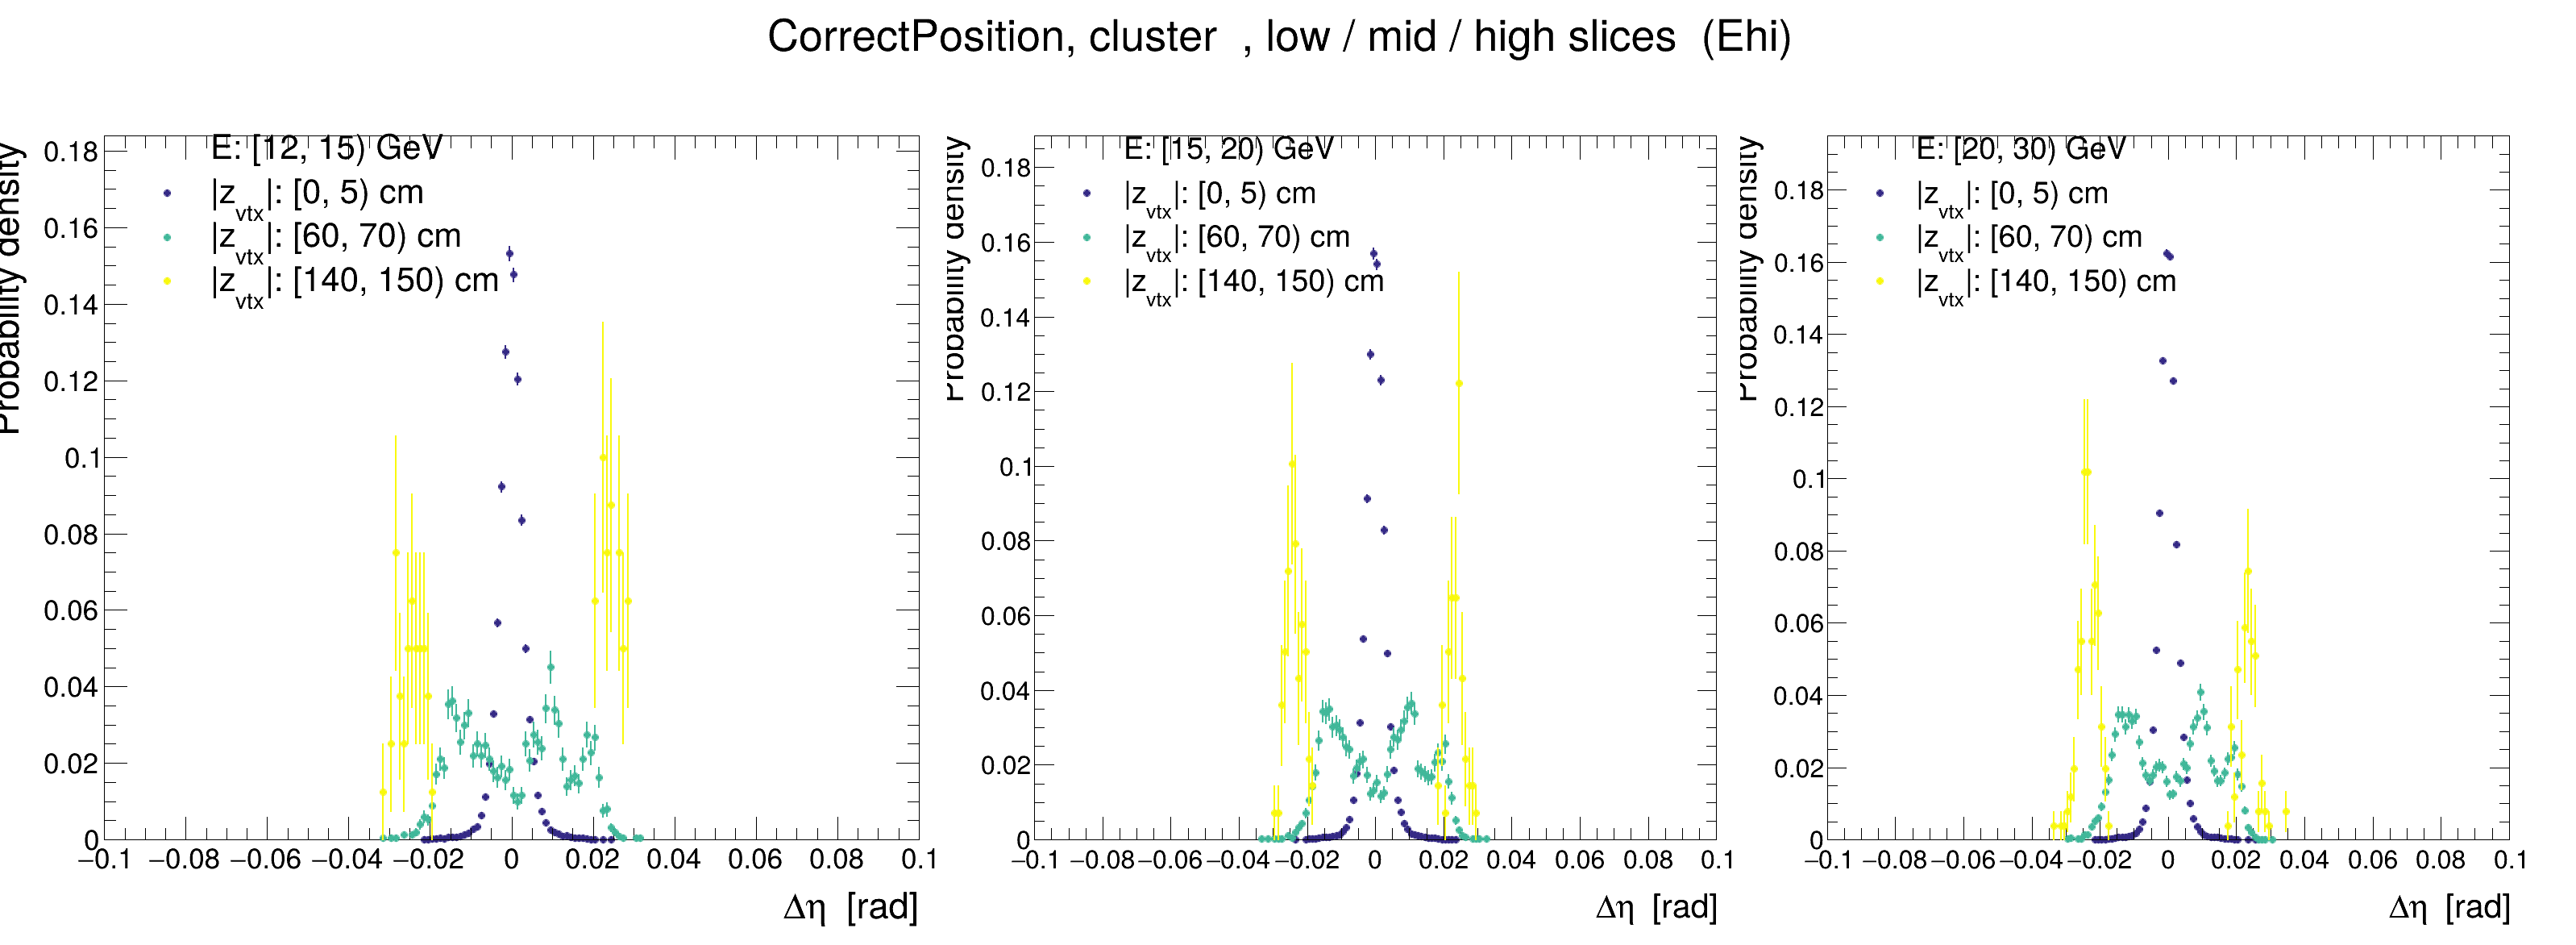 CorrectPosition, cluster , low / mid / high slices (Ehi)
Probability density
E: [12, 15) GeV
|z_vtx|: [0, 5) cm
|z_vtx|: [60, 70) cm
|z_vtx|: [140, 150) cm
0.18
0.16
0.14
0.12
0.1
0.08
0.06
0.04
0.02
0
−0.1 −0.08 −0.06 −0.04 −0.02 0 0.02 0.04 0.06 0.08 0.1
Δη [rad]
Probability density
E: [15, 20) GeV
|z_vtx|: [0, 5) cm
|z_vtx|: [60, 70) cm
|z_vtx|: [140, 150) cm
0.18
0.16
0.14
0.12
0.1
0.08
0.06
0.04
0.02
0
−0.1 −0.08 −0.06 −0.04 −0.02 0 0.02 0.04 0.06 0.08 0.1
Δη [rad]
Probability density
E: [20, 30) GeV
|z_vtx|: [0, 5) cm
|z_vtx|: [60, 70) cm
|z_vtx|: [140, 150) cm
0.18
0.16
0.14
0.12
0.1
0.08
0.06
0.04
0.02
0
−0.1 −0.08 −0.06 −0.04 −0.02 0 0.02 0.04 0.06 0.08 0.1
Δη [rad]